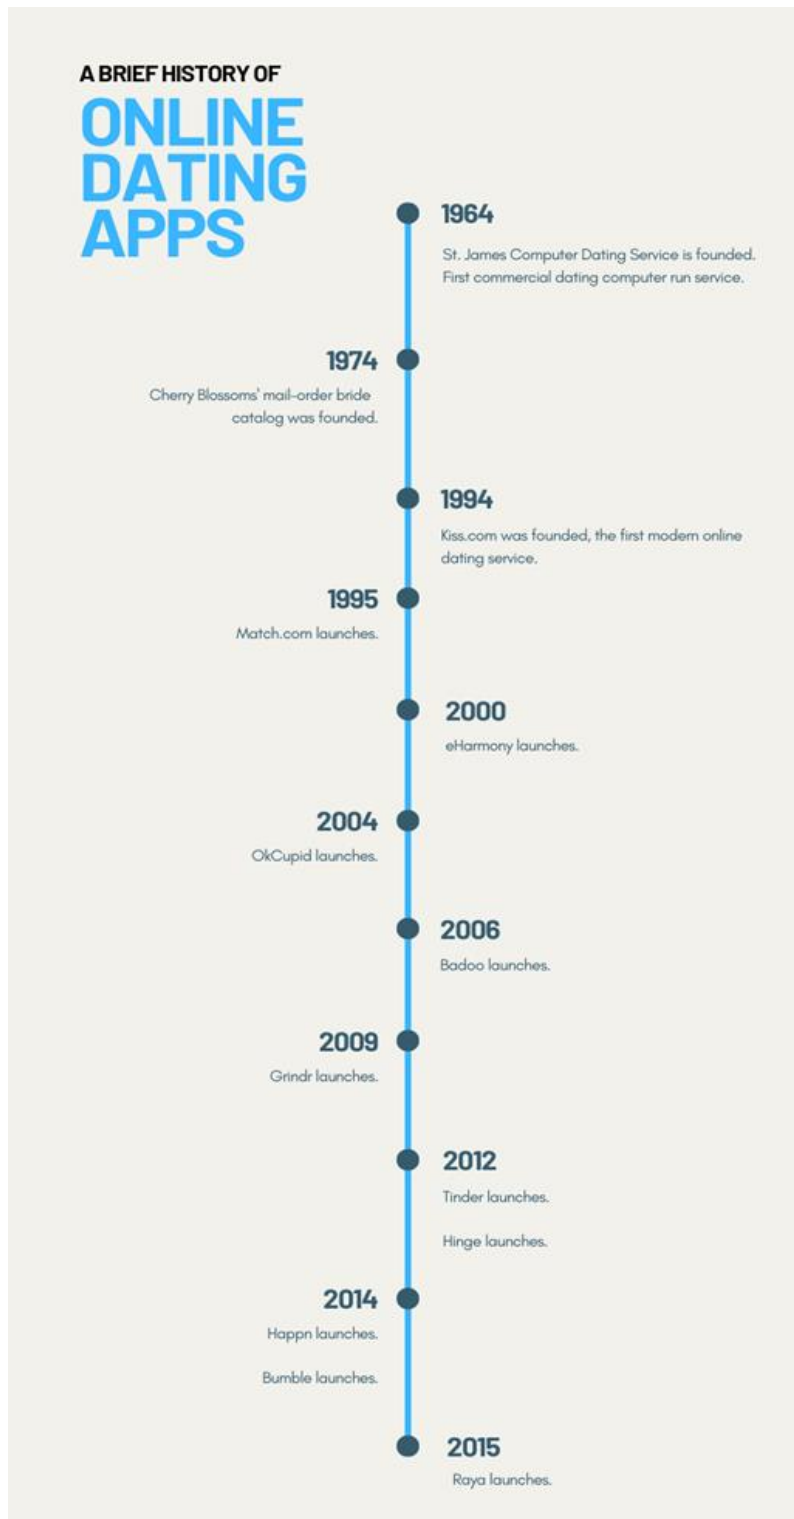 A BRIEF HISTORY OF
ONLINE
DATING
APPS
1964
St. James Computer Dating Service is founded.
First commercial dating computer run service.
1974
Cherry Blossoms' mail-order bride
catalog was founded.
1994
Kiss.com was founded, the first modern online
dating service.
1995
Match.com launches.
2000
eHarmony launches.
2004
OkCupid launches.
2006
Badoo launches.
2009
Grindr launches.
2012
Tinder launches.
Hinge launches.
2014
Happn launches.
Bumble launches.
2015
Raya launches.